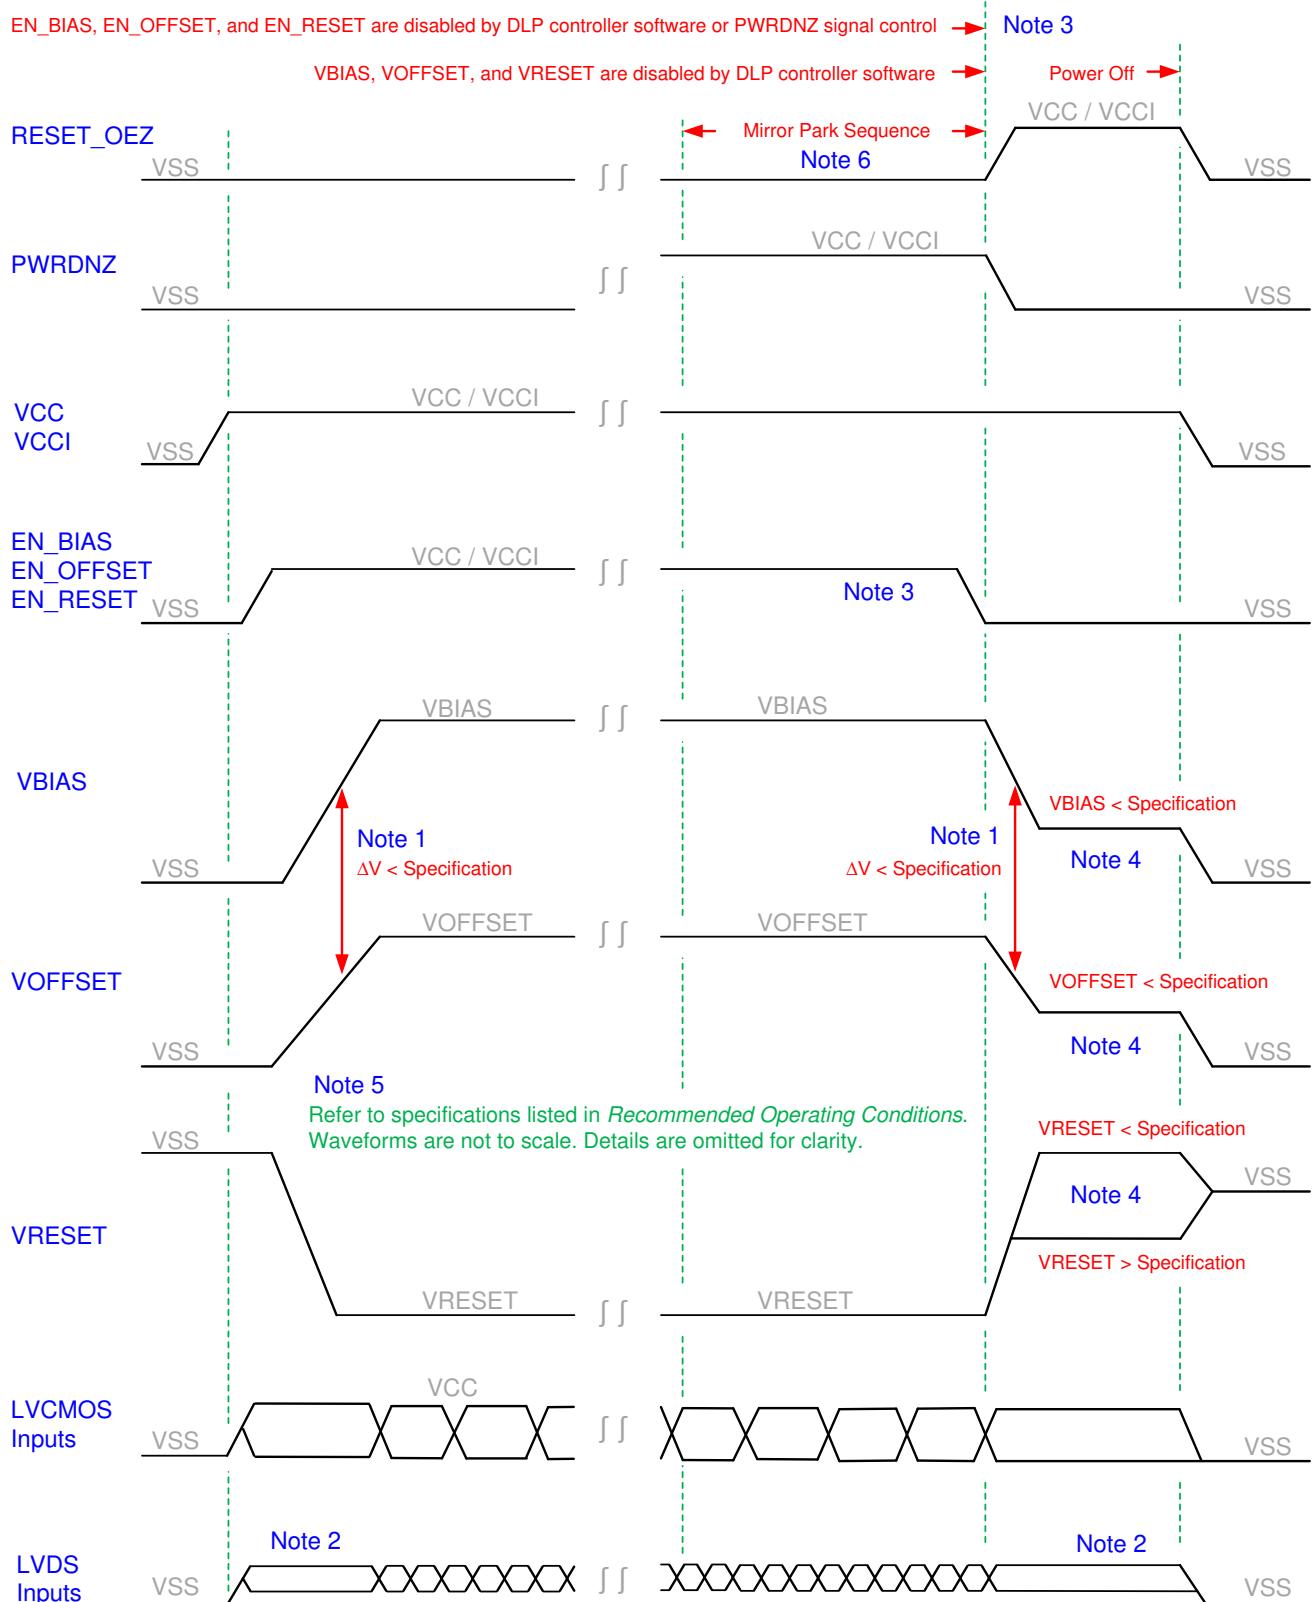 EN_BIAS, EN_OFFSET, and EN_RESET are disabled by DLP controller software or PWRDNZ signal control
Note 3
VBIAS, VOFFSET, and VRESET are disabled by DLP controller software
Power Off
VCC / VCCI
RESET_OEZ
Mirror Park Sequence
Note 6
VSS
VSS
VCC / VCCI
PWRDNZ
VSS
VSS
VCC / VCCI
VCC
VCCI
VSS
VSS
EN_BIAS
EN_OFFSET
EN_RESET
VCC / VCCI
Note 3
VSS
VSS
VBIAS
VBIAS
VBIAS
VBIAS < Specification
Note 1
ΔV < Specification
Note 1
ΔV < Specification
Note 4
VSS
VSS
VOFFSET
VOFFSET
VOFFSET
VOFFSET < Specification
Note 4
VSS
VSS
Note 5
Refer to specifications listed in Recommended Operating Conditions.
Waveforms are not to scale. Details are omitted for clarity.
VRESET < Specification
VSS
VSS
Note 4
VRESET
VRESET > Specification
VRESET
VRESET
VCC
LVCMOS
Inputs
VSS
VSS
Note 2
Note 2
LVDS
Inputs
VSS
VSS